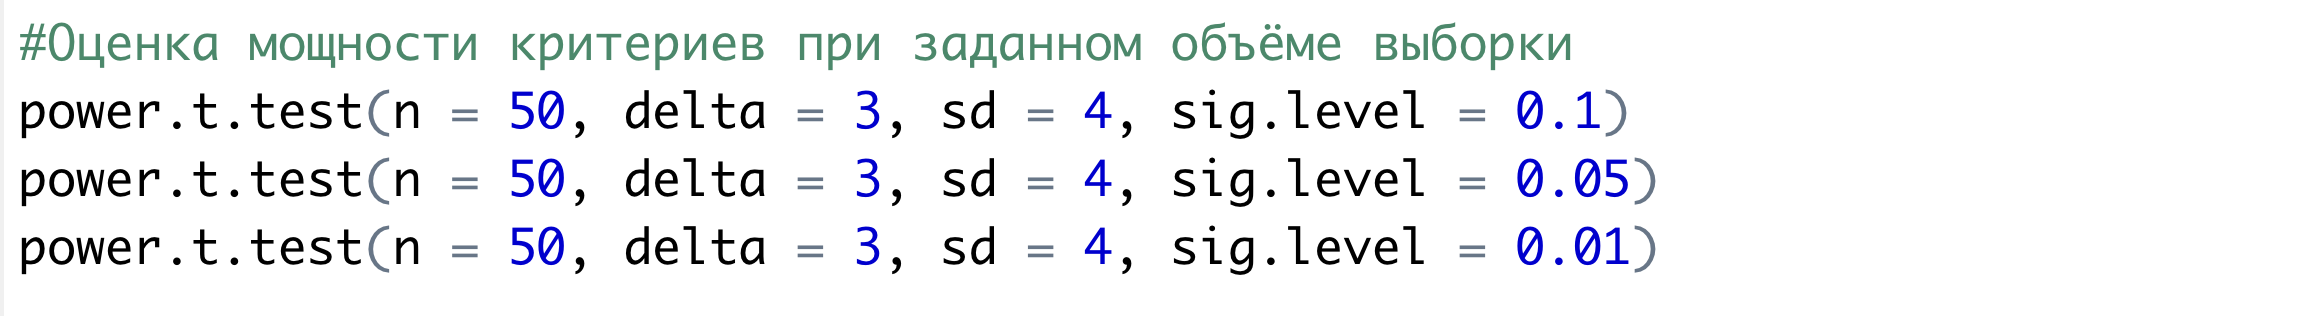 #Оценка мощности критериев при заданном объёме выборки
power.t.test(n = 50, delta = 3, sd = 4, sig.level = 0.1)
power.t.test(n = 50, delta = 3, sd = 4, sig.level = 0.05)
power.t.test(n = 50, delta = 3, sd = 4, sig.level = 0.01)